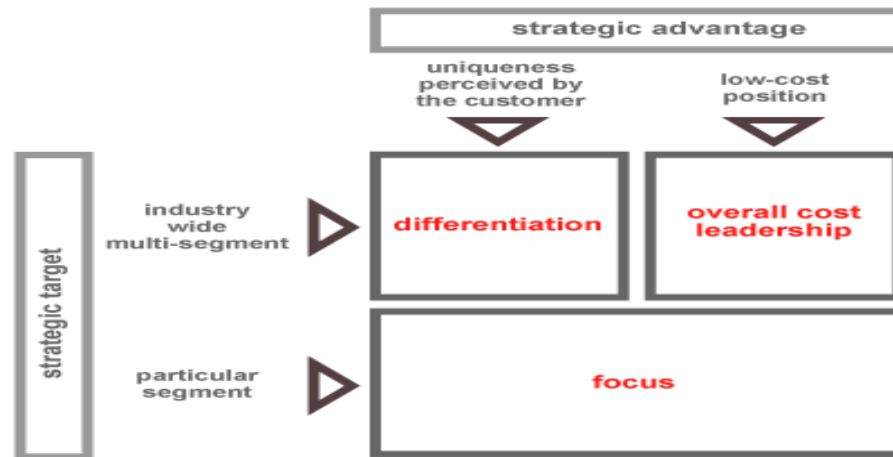 strategic advantage
uniqueness
perceived by
the customer
low-cost
position
strategic target
industry
wide
multi-segment
differentiation
overall cost
leadership
particular
segment
focus